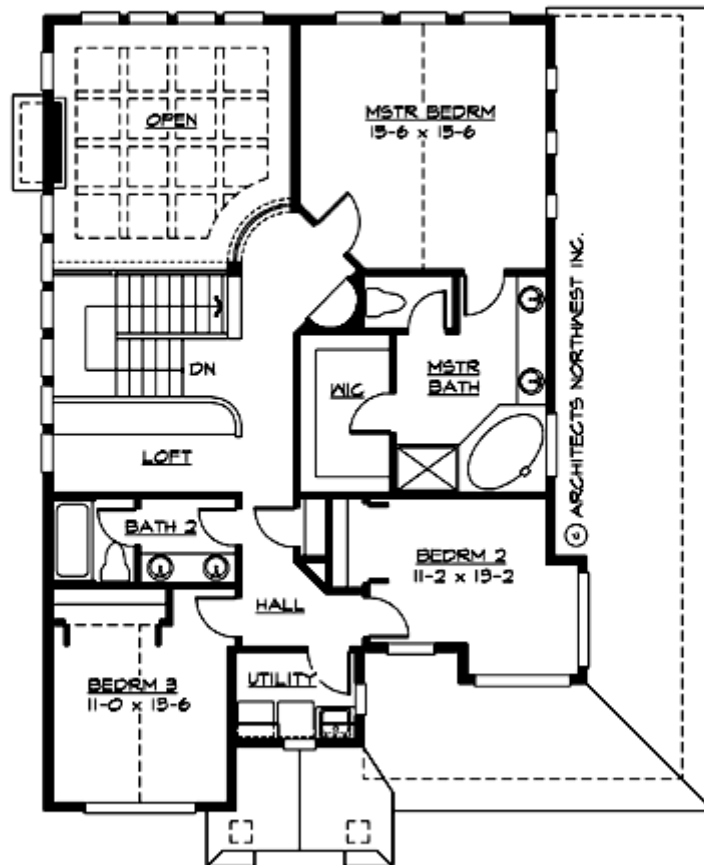 OPEN
MSTR BEDRM
15-6 x 15-6
© ARCHITECTS NORTHWEST INC.
DN
MSTR
BATH
WIC
LOFT
BATH 2
BEDRM 2
11-2 x 13-2
HALL
UTILITY
BEDRM 3
11-0 x 13-6